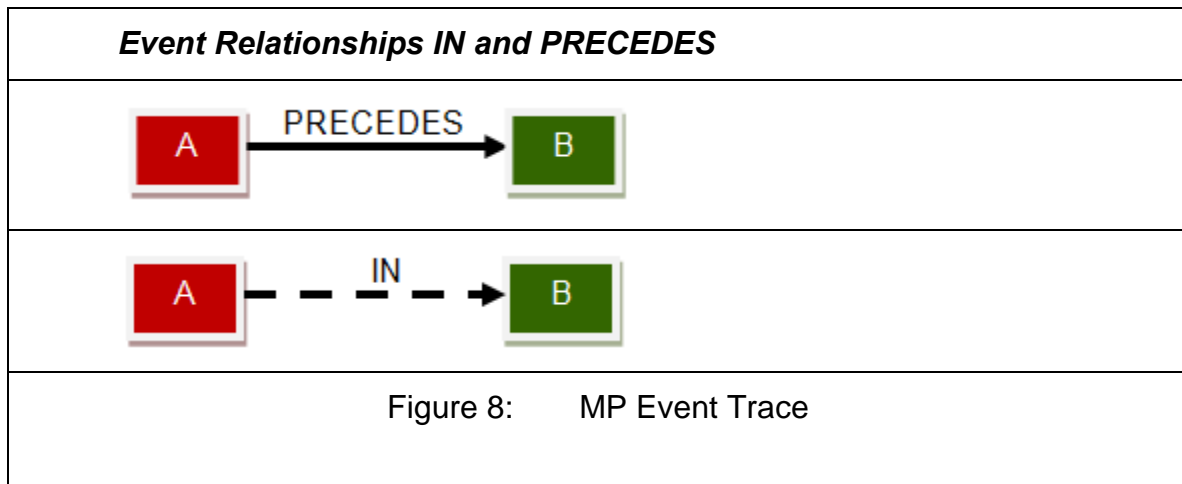 Event Relationships IN and PRECEDES
PRECEDES
A B
IN
A B
Figure 8: MP Event Trace